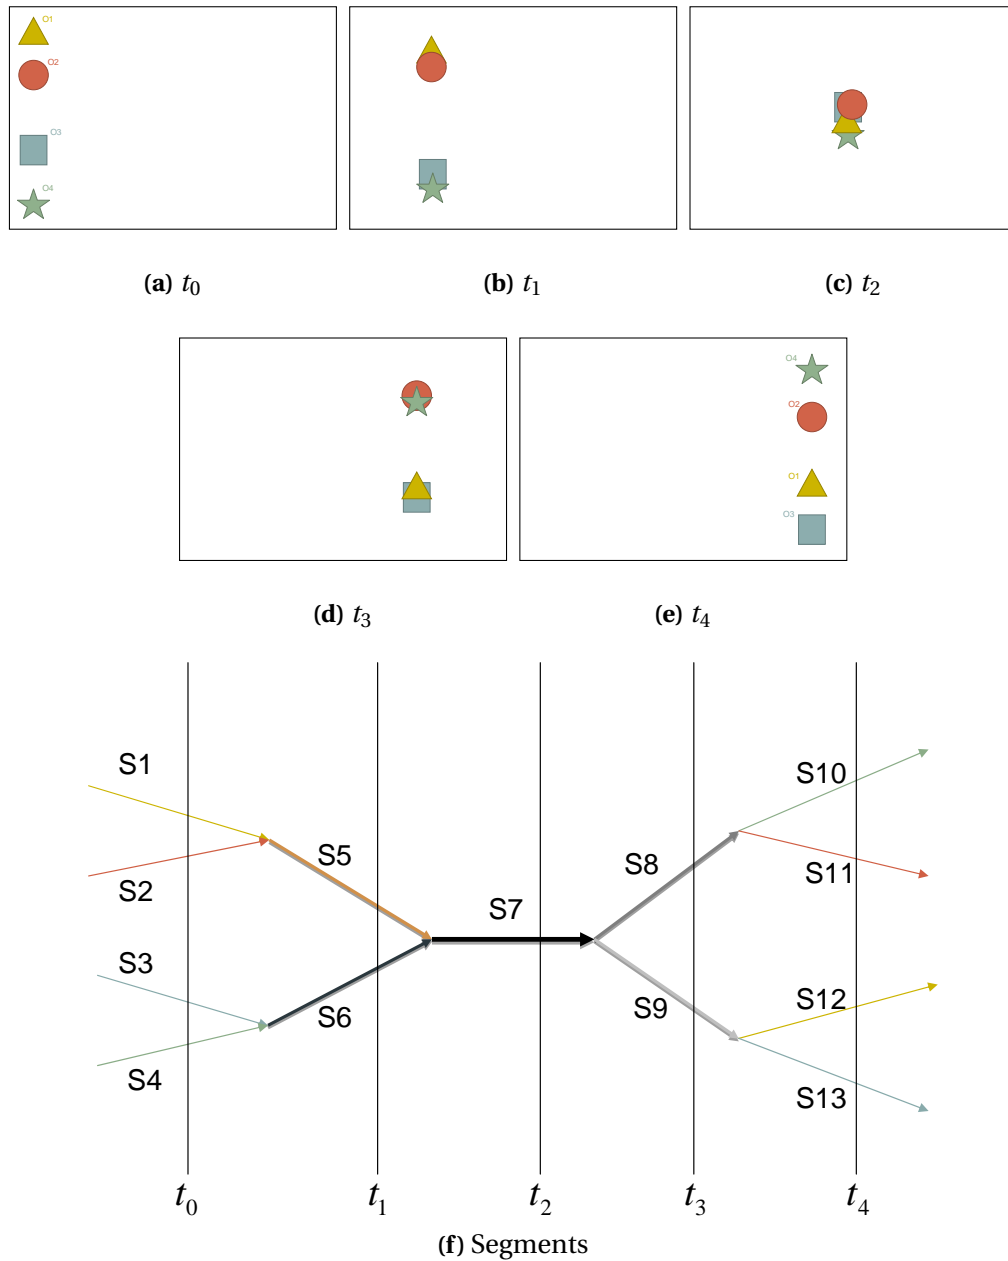 O1
O2
O3
O4
(a) t0
(b) t1
(c) t2
O4
O2
O1
O3
(d) t3
(e) t4
S1
S2
S3
S4
S5
S6
S7
S8
S9
S10
S11
S12
S13
t0 t1 t2 t3 t4
(f) Segments